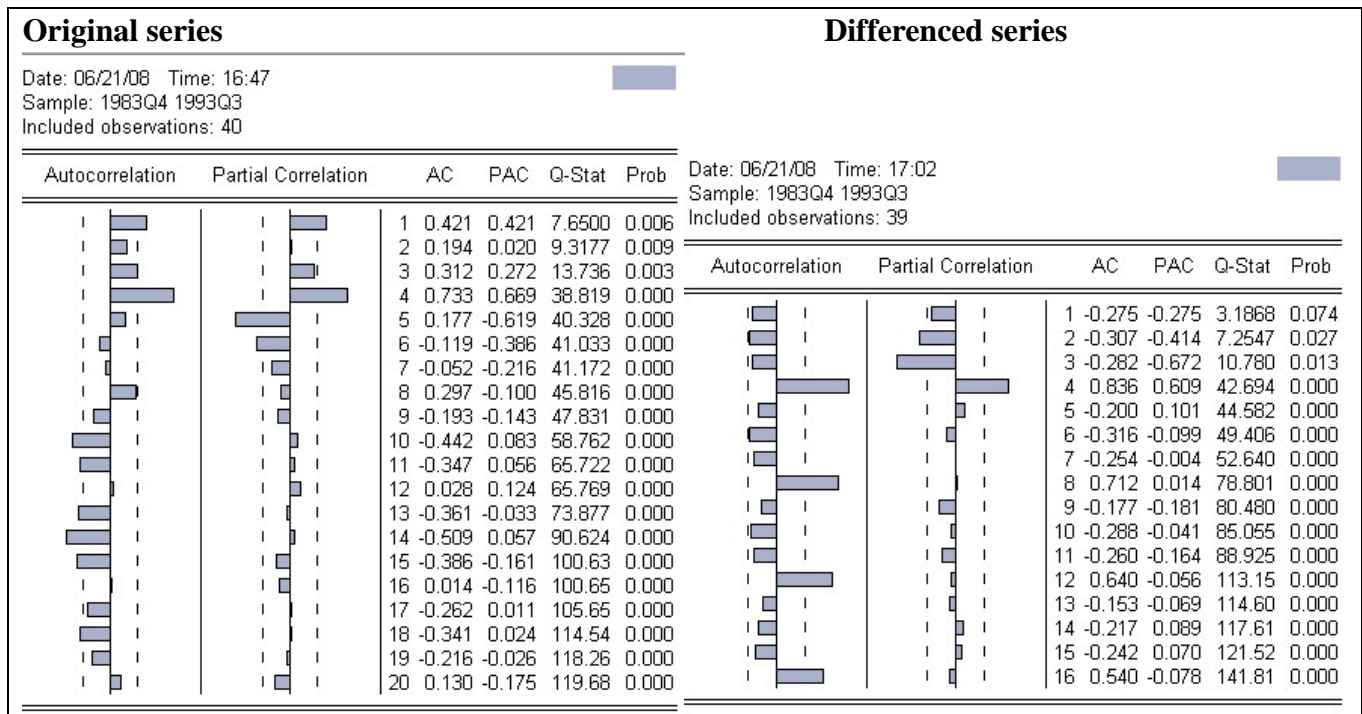 Original series
Date: 06/21/08 Time: 16:47
Sample: 1983Q4 1993Q3
Included observations: 40
Autocorrelation Partial Correlation AC PAC Q-Stat Prob
1 0.421 0.421 7.6500 0.006
2 0.194 0.020 9.3177 0.009
3 0.312 0.272 13.736 0.003
4 0.733 0.669 38.819 0.000
5 0.177 -0.619 40.328 0.000
6 -0.119 -0.386 41.033 0.000
7 -0.052 -0.216 41.172 0.000
8 0.297 -0.100 45.816 0.000
9 -0.193 -0.143 47.831 0.000
10 -0.442 0.083 58.762 0.000
11 -0.347 0.056 65.722 0.000
12 0.028 0.124 65.769 0.000
13 -0.361 -0.033 73.877 0.000
14 -0.509 0.057 90.624 0.000
15 -0.386 -0.161 100.63 0.000
16 0.014 -0.116 100.65 0.000
17 -0.262 0.011 105.65 0.000
18 -0.341 0.024 114.54 0.000
19 -0.216 -0.026 118.26 0.000
20 0.130 -0.175 119.68 0.000
Differenced series
Date: 06/21/08 Time: 17:02
Sample: 1983Q4 1993Q3
Included observations: 39
Autocorrelation Partial Correlation AC PAC Q-Stat Prob
1 -0.275 -0.275 3.1868 0.074
2 -0.307 -0.414 7.2547 0.027
3 -0.282 -0.672 10.780 0.013
4 0.836 0.609 42.694 0.000
5 -0.200 0.101 44.582 0.000
6 -0.316 -0.099 49.406 0.000
7 -0.254 -0.004 52.640 0.000
8 0.712 0.014 78.801 0.000
9 -0.177 -0.181 80.480 0.000
10 -0.288 -0.041 85.055 0.000
11 -0.260 -0.164 88.925 0.000
12 0.640 -0.056 113.15 0.000
13 -0.153 -0.069 114.60 0.000
14 -0.217 0.089 117.61 0.000
15 -0.242 0.070 121.52 0.000
16 0.540 -0.078 141.81 0.000